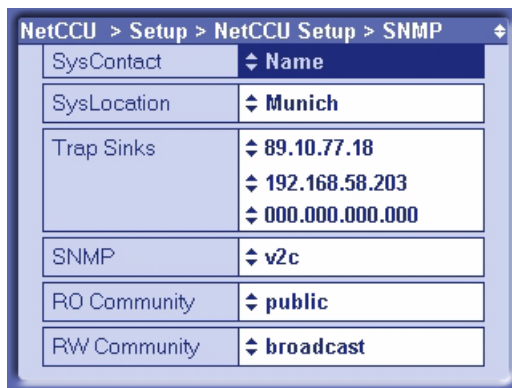 NetCCU > Setup > NetCCU Setup > SNMP
SysContact Name
SysLocation Munich
Trap Sinks 89.10.77.18
192.168.58.203
000.000.000.000
SNMP v2c
RO Community public
RW Community broadcast